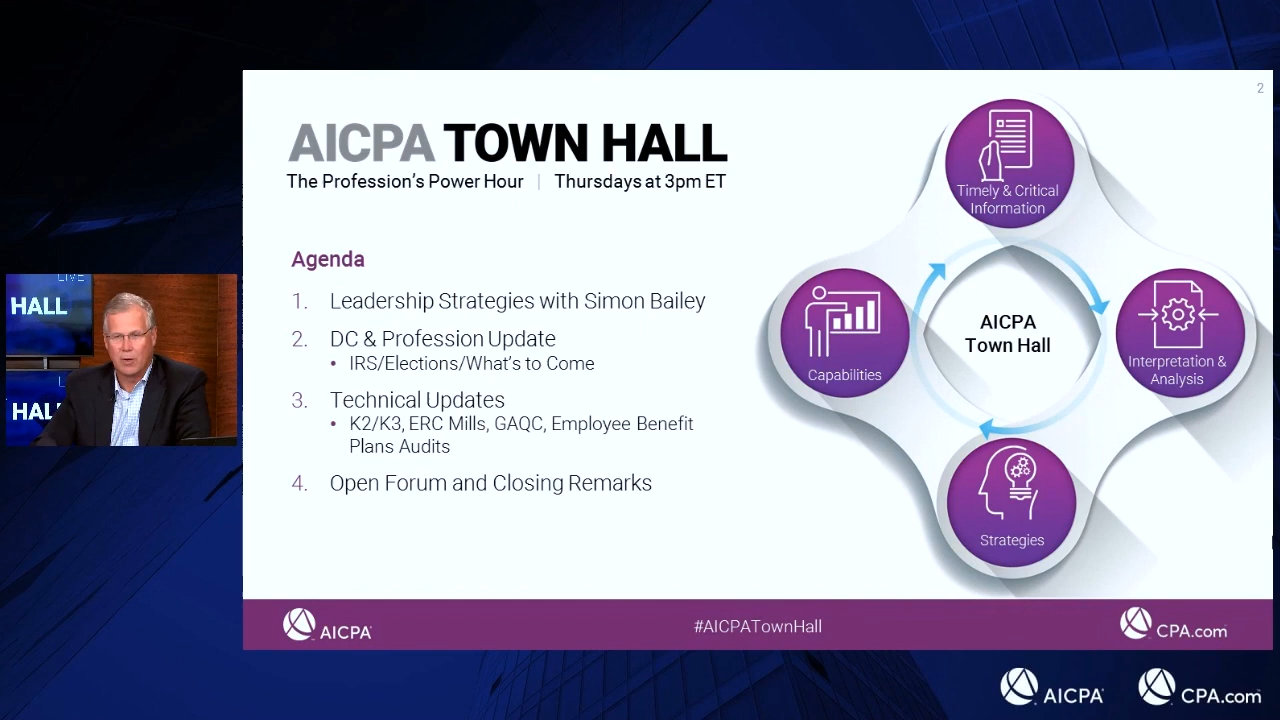 2
AICPA TOWN HALL
The Profession's Power Hour | Thursdays at 3pm ET
Agenda
1. Leadership Strategies with Simon Bailey
2. DC & Profession Update
• IRS/Elections/What's to Come
3. Technical Updates
• K2/K3, ERC Mills, GAQC, Employee Benefit
Plans Audits
4. Open Forum and Closing Remarks
Timely & Critical
Information
Capabilities
AICPA
Town Hall
Interpretation &
Analysis
Strategies
LIVE
HALL
HALL
AICPA
#AICPATownHall
CPA.com
AICPA
CPA.com